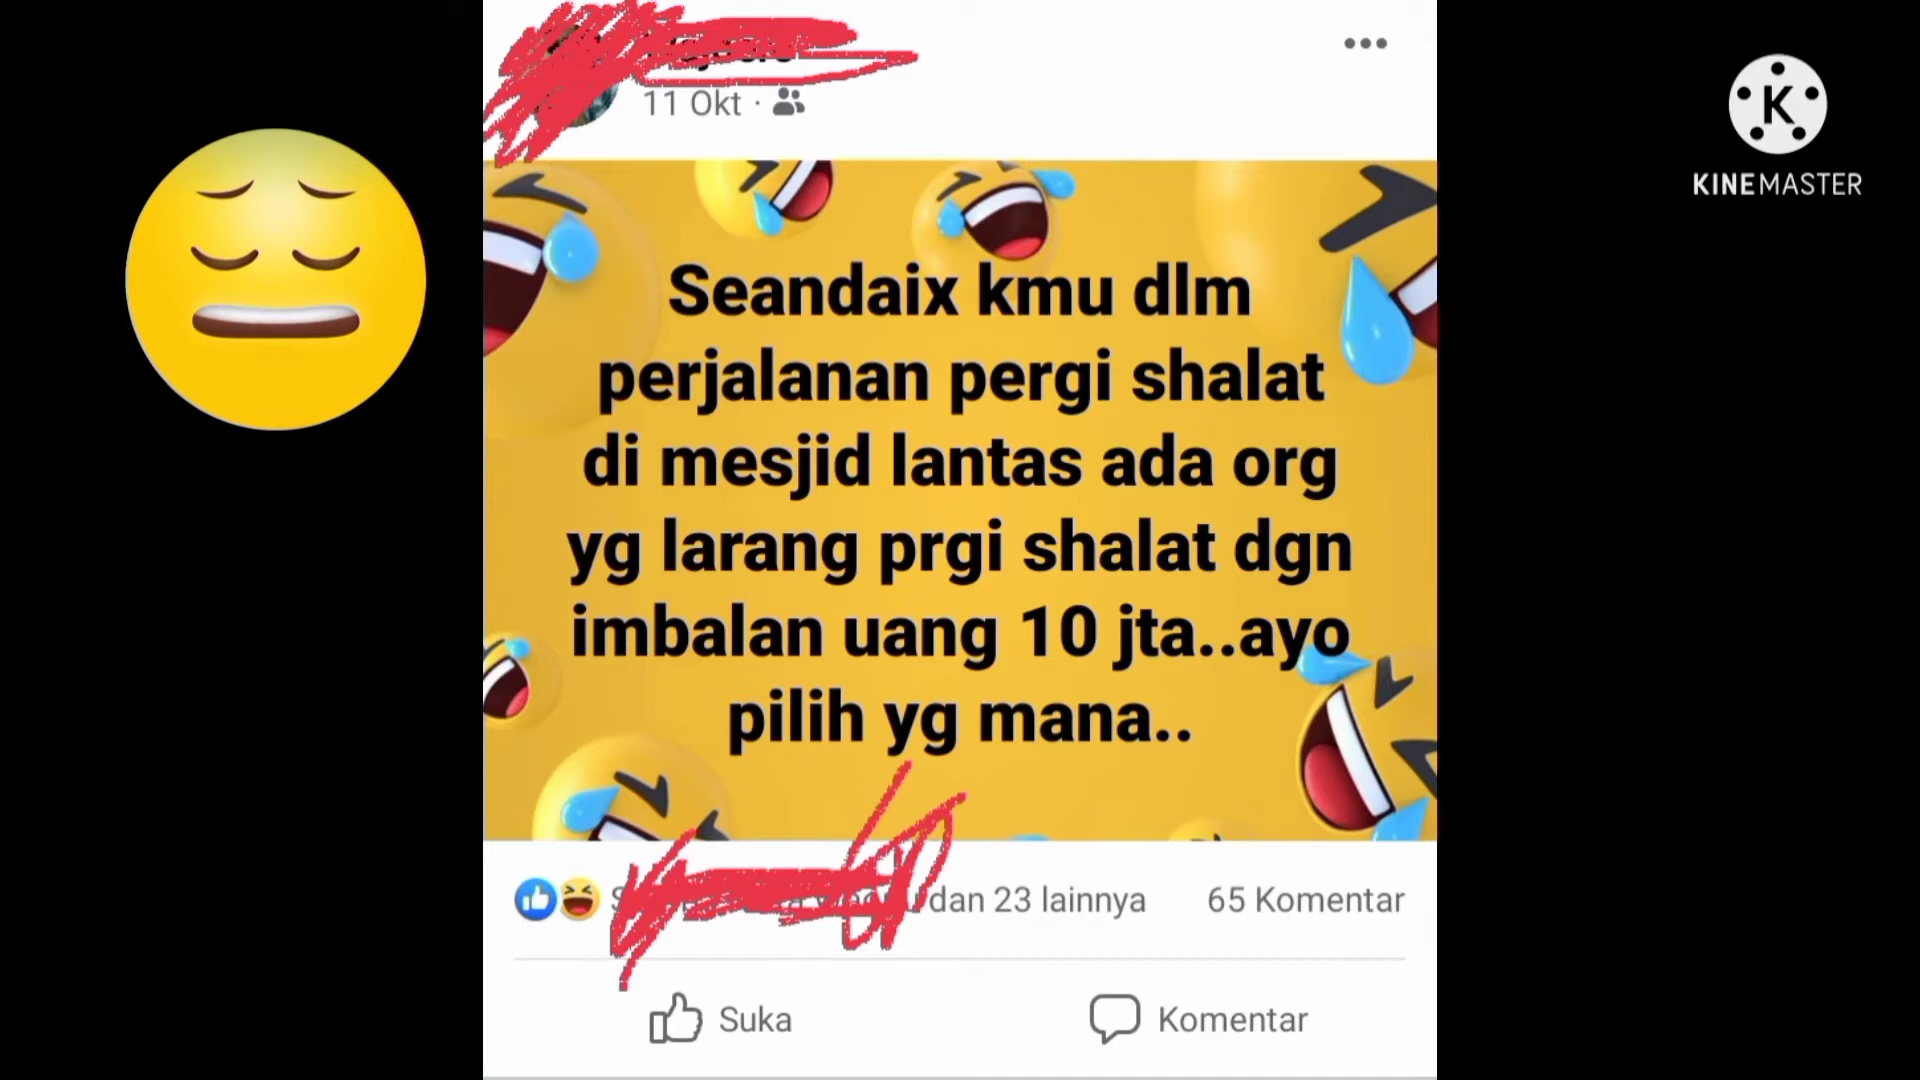 11 Okt ·
K
KINEMASTER
Seandaix kmu dlm
perjalanan pergi shalat
di mesjid lantas ada org
yg larang prgi shalat dgn
imbalan uang 10 jta..ayo
pilih yg mana..
dan 23 lainnya 65 Komentar
Suka Komentar